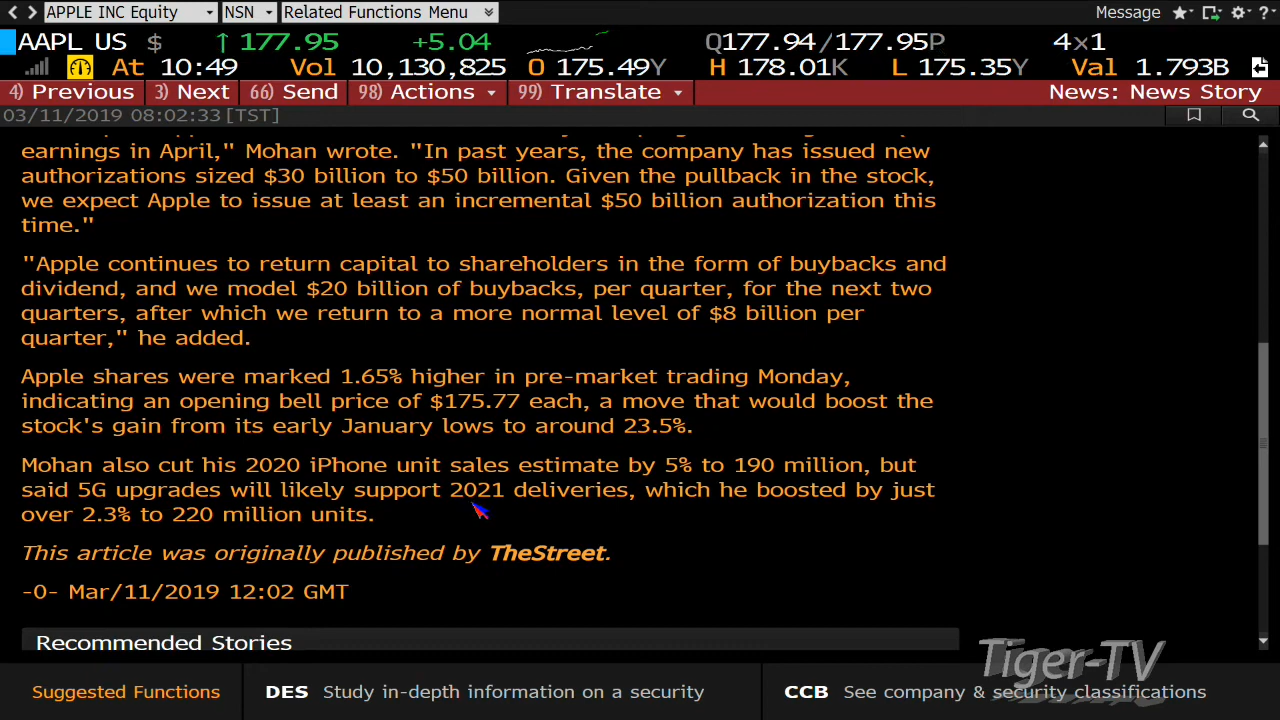 APPLE INC Equity NSN Related Functions Menu Message
AAPL US $ ↑ 177.95 +5.04 Q177.94/177.95P 4x1
At 10:49 Vol 10,130,825 O 175.49Y H 178.01K L 175.35Y Val 1.793B
4) Previous 3) Next 66) Send 98) Actions 99) Translate News: News Story
03/11/2019 08:02:33 [TST]
earnings in April," Mohan wrote. "In past years, the company has issued new
authorizations sized $30 billion to $50 billion. Given the pullback in the stock,
we expect Apple to issue at least an incremental $50 billion authorization this
time."
"Apple continues to return capital to shareholders in the form of buybacks and
dividend, and we model $20 billion of buybacks, per quarter, for the next two
quarters, after which we return to a more normal level of $8 billion per
quarter," he added.
Apple shares were marked 1.65% higher in pre-market trading Monday,
indicating an opening bell price of $175.77 each, a move that would boost the
stock's gain from its early January lows to around 23.5%.
Mohan also cut his 2020 iPhone unit sales estimate by 5% to 190 million, but
said 5G upgrades will likely support 2021 deliveries, which he boosted by just
over 2.3% to 220 million units.
This article was originally published by TheStreet.
-0- Mar/11/2019 12:02 GMT
Recommended Stories
Tiger-TV
Suggested Functions DES Study in-depth information on a security CCB See company & security classifications